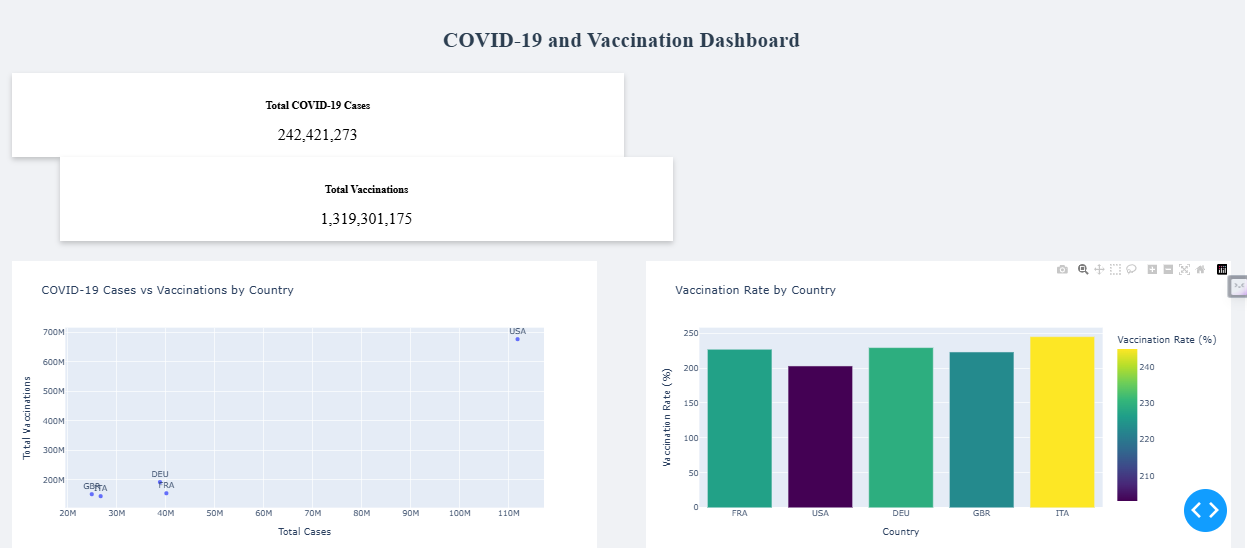 COVID-19 and Vaccination Dashboard
Total COVID-19 Cases
242,421,273
Total Vaccinations
1,319,301,175
COVID-19 Cases vs Vaccinations by Country
Total Vaccinations
700M
600M
500M
400M
300M
200M
USA
DEU
FRA
GBR
ITA
20M 30M 40M 50M 60M 70M 80M 90M 100M 110M
Total Cases
Vaccination Rate by Country
Vaccination Rate (%)
250
200
150
100
50
0
FRA USA DEU GBR ITA
Country
Vaccination Rate (%)
240
230
220
210